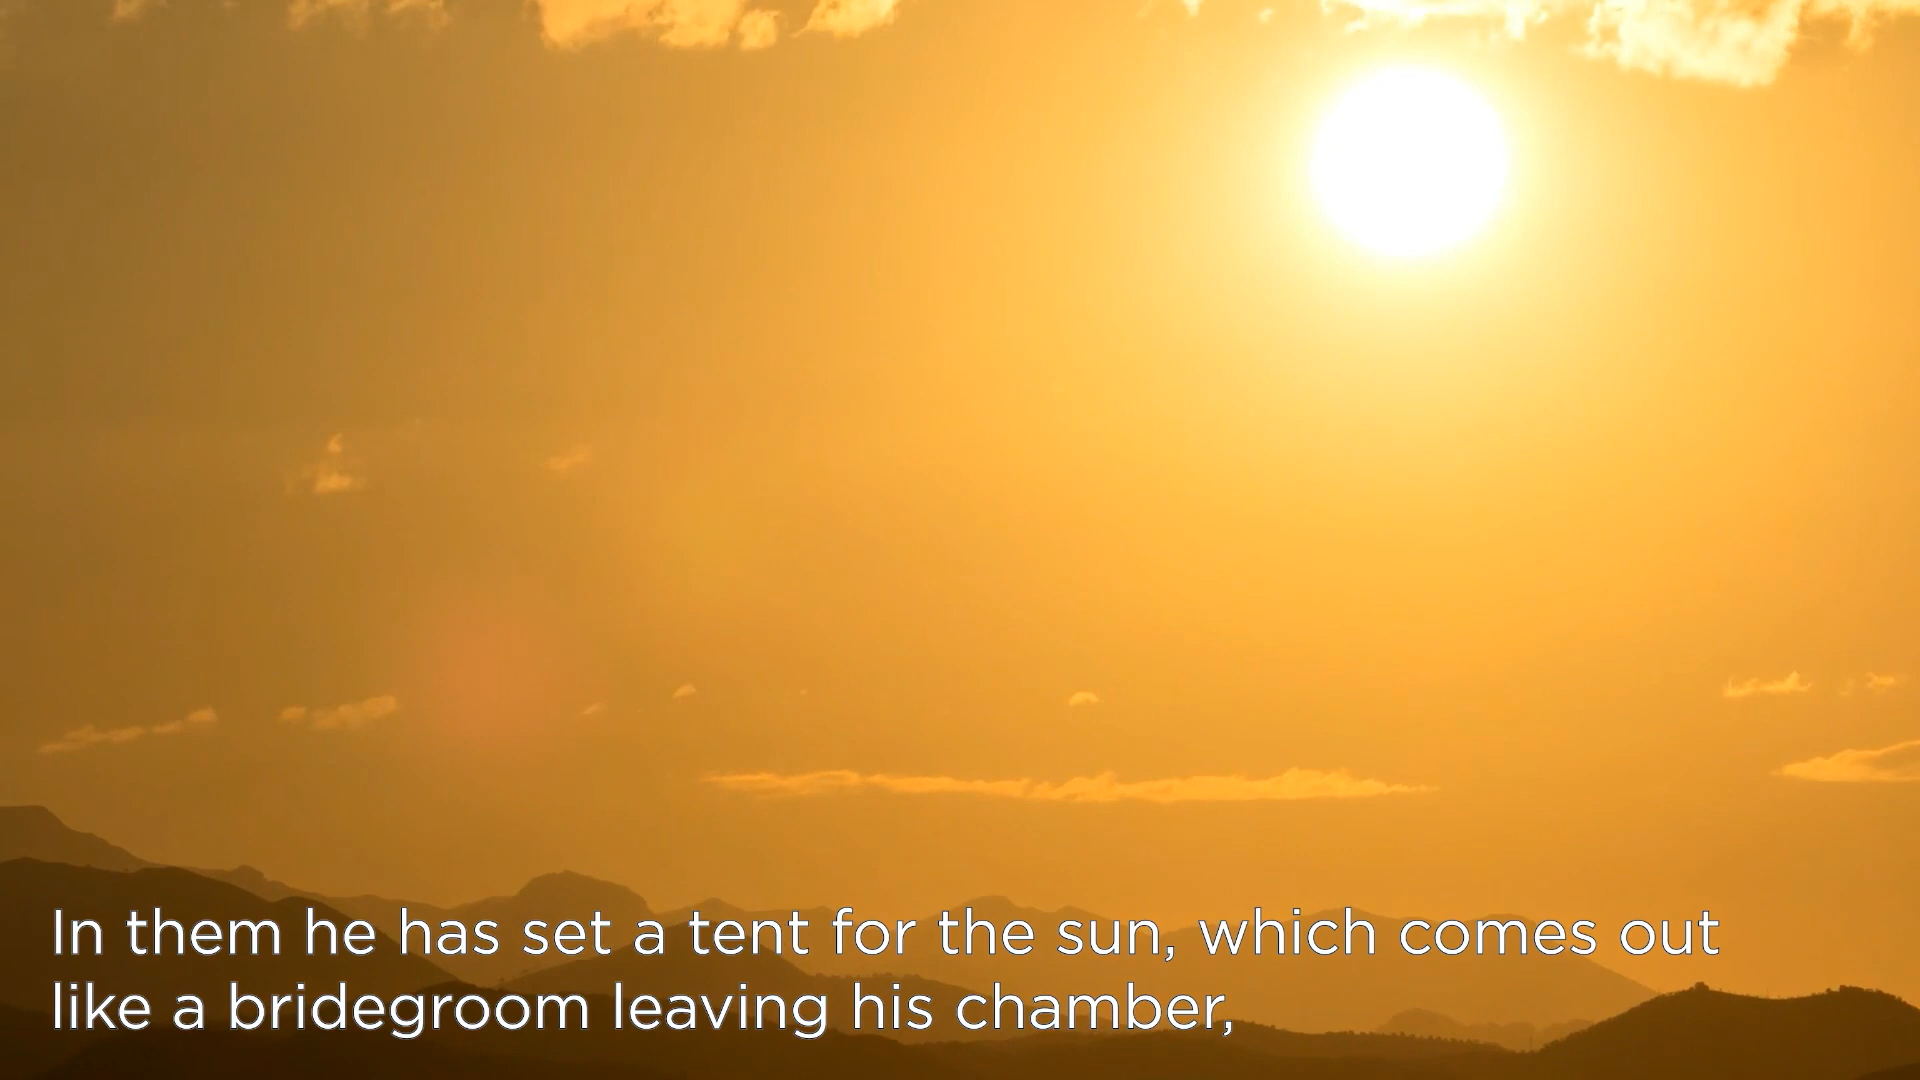 In them he has set a tent for the sun, which comes out
like a bridegroom leaving his chamber,